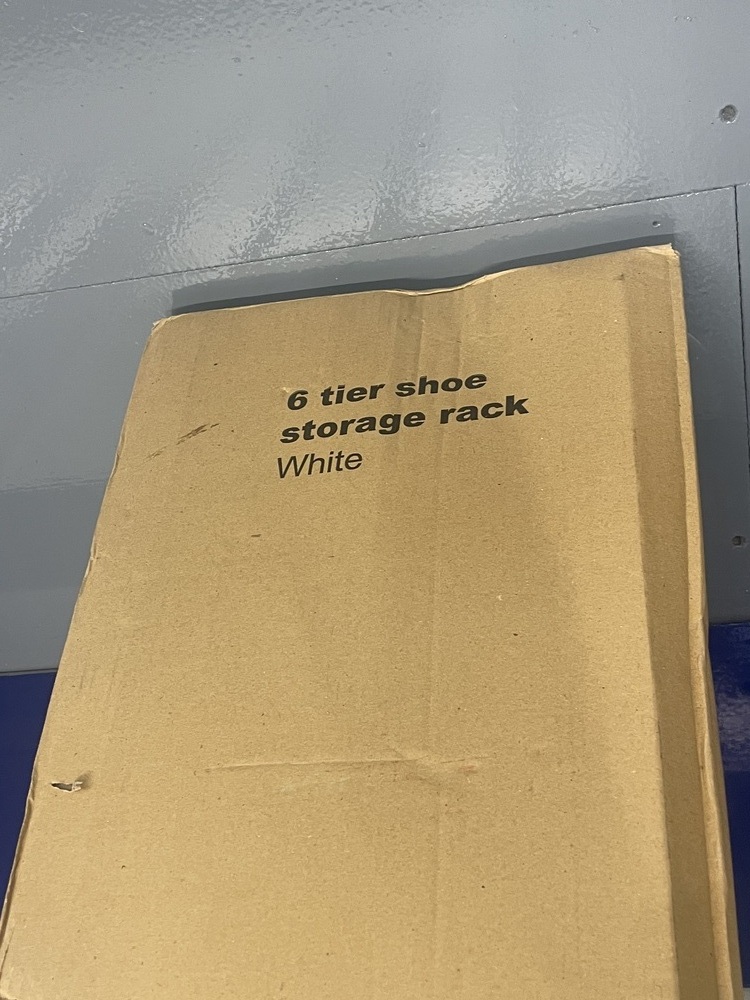 6 tier shoe
storage rack
White